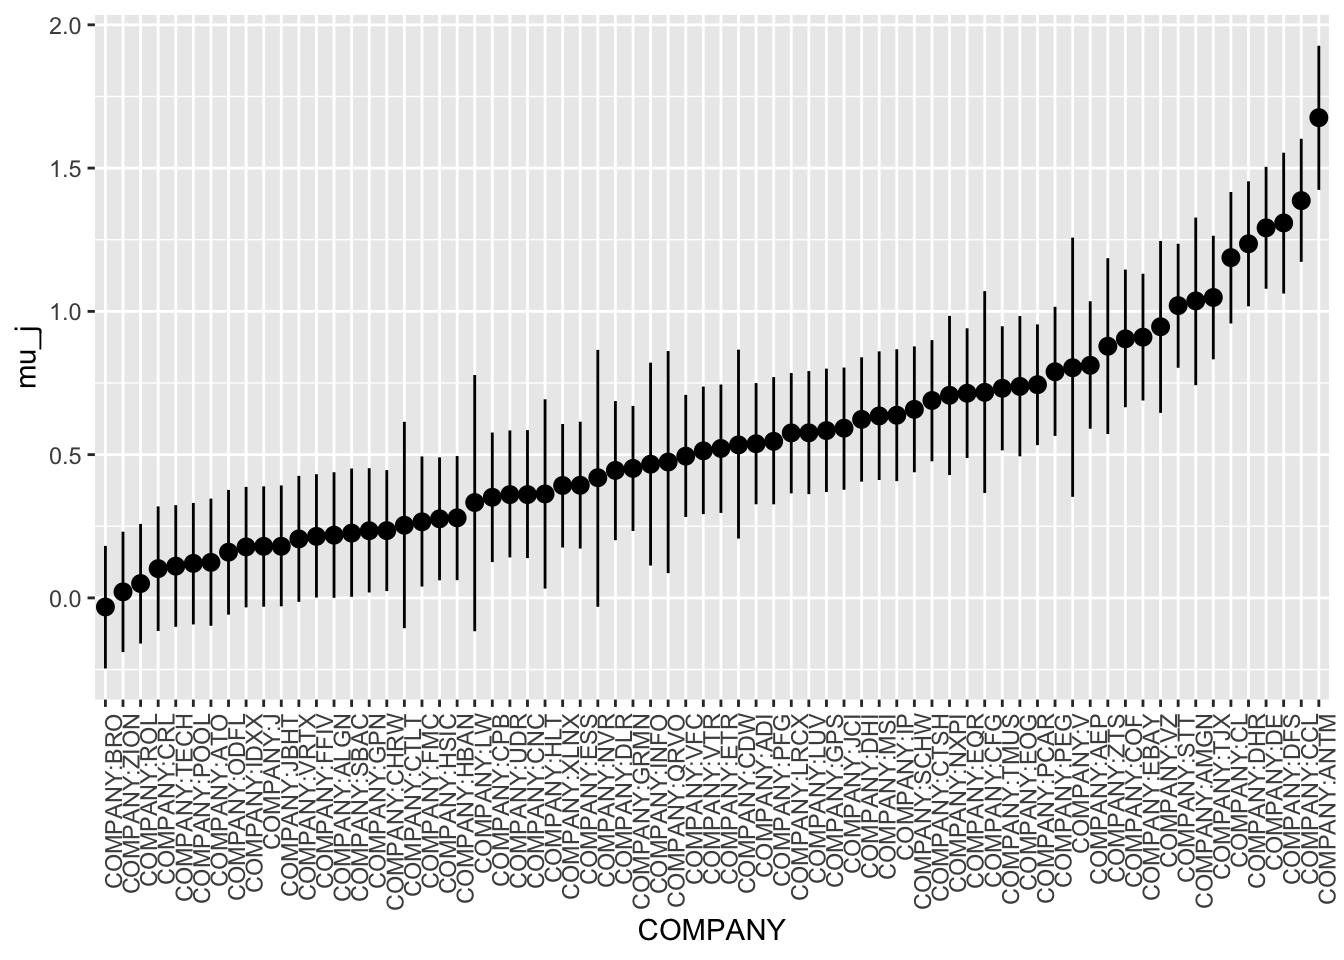 2.0
1.5
1.0
0.5
0.0
mu_j
COMPANY:BRO
COMPANY:ZION
COMPANY:ROL
COMPANY:CRL
COMPANY:TECH
COMPANY:POOL
COMPANY:ATO
COMPANY:ODFL
COMPANY:IDXX
COMPANY:J
COMPANY:JBHT
COMPANY:VRTX
COMPANY:FFIV
COMPANY:ALGN
COMPANY:SBAC
COMPANY:GPN
COMPANY:CHRW
COMPANY:CTLT
COMPANY:FMC
COMPANY:HSIC
COMPANY:HBAN
COMPANY:LW
COMPANY:CPB
COMPANY:UDR
COMPANY:CNC
COMPANY:HLT
COMPANY:XLNX
COMPANY:ESS
COMPANY:NVR
COMPANY:DLR
COMPANY:GRMN
COMPANY:INFO
COMPANY:QRVO
COMPANY:VFC
COMPANY:VTR
COMPANY:ETR
COMPANY:CDW
COMPANY:ADI
COMPANY:PFG
COMPANY:LRCX
COMPANY:LUV
COMPANY:GPS
COMPANY:JCI
COMPANY:DHI
COMPANY:MSI
COMPANY:IP
COMPANY:SCHW
COMPANY:CTSH
COMPANY:NXPI
COMPANY:EQR
COMPANY:CFG
COMPANY:TMUS
COMPANY:EOG
COMPANY:PCAR
COMPANY:PEG
COMPANY:V
COMPANY:AEP
COMPANY:ZTS
COMPANY:COF
COMPANY:EBAY
COMPANY:T
COMPANY:VZ
COMPANY:STT
COMPANY:AMGN
COMPANY:TJX
COMPANY:CL
COMPANY:DHR
COMPANY:DE
COMPANY:DFS
COMPANY:CCL
COMPANY:ANTM
COMPANY